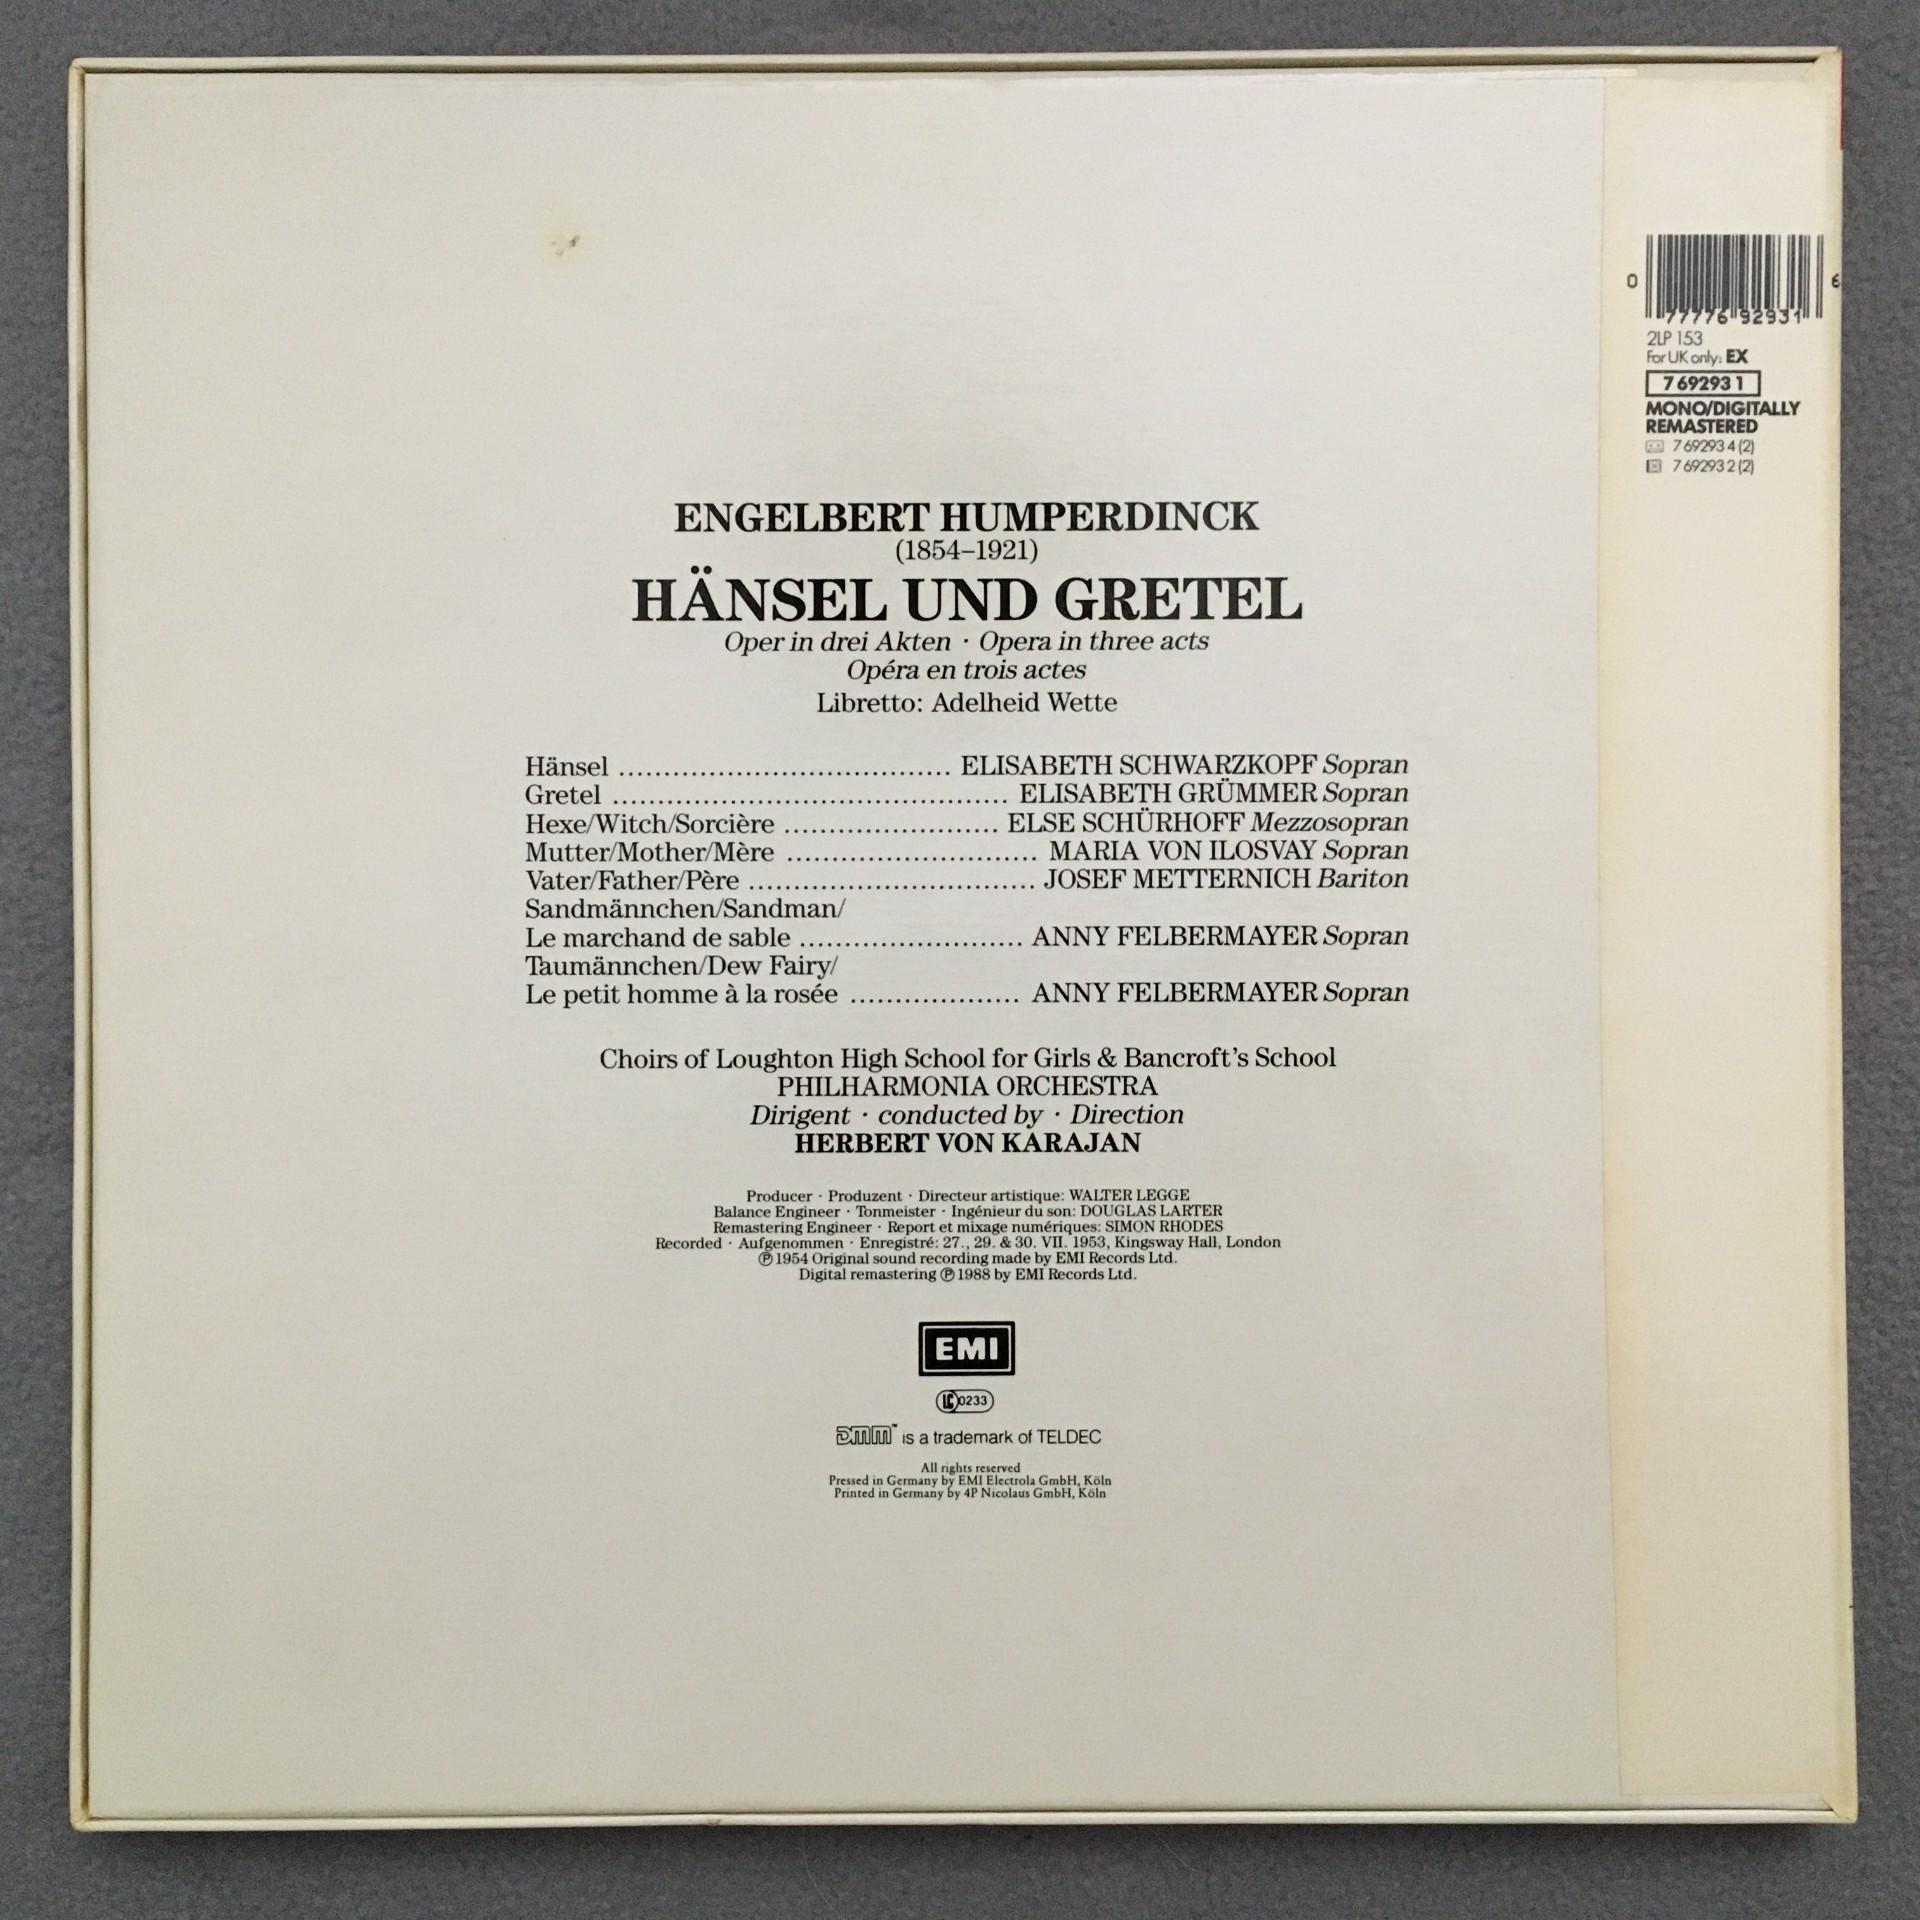 ENGELBERT HUMPERDINCK
(1854–1921)
HÄNSEL UND GRETEL
Oper in drei Akten · Opera in three acts
Opéra en trois actes
Libretto: Adelheid Wette
Hänsel ..................................... ELISABETH SCHWARZKOPF Sopran
Gretel ............................................ ELISABETH GRÜMMER Sopran
Hexe/Witch/Sorcière ........................ ELSE SCHÜRHOFF Mezzosopran
Mutter/Mother/Mère ............................ MARIA VON ILOSVAY Sopran
Vater/Father/Père ................................ JOSEF METTERNICH Bariton
Sandmännchen/Sandman/
Le marchand de sable ......................... ANNY FELBERMAYER Sopran
Taumännchen/Dew Fairy/
Le petit homme à la rosée ................... ANNY FELBERMAYER Sopran
Choirs of Loughton High School for Girls & Bancroft's School
PHILHARMONIA ORCHESTRA
Dirigent · conducted by · Direction
HERBERT VON KARAJAN
Producer · Produzent · Directeur artistique: WALTER LEGGE
Balance Engineer · Tonmeister · Ingénieur du son: DOUGLAS LARTER
Remastering Engineer · Report et mixage numériques: SIMON RHODES
Recorded · Aufgenommen · Enregistré: 27., 29. & 30. VII. 1953, Kingsway Hall, London
℗ 1954 Original sound recording made by EMI Records Ltd.
Digital remastering ℗ 1988 by EMI Records Ltd.
EMI
LC 0233
DMM™ is a trademark of TELDEC
All rights reserved
Pressed in Germany by EMI Electrola GmbH, Köln
Printed in Germany by 4P Nicolaus GmbH, Köln
0 77776 92931 6
2LP 153
For UK only: EX
7 69293 1
MONO/DIGITALLY
REMASTERED
7 69293 4 (2)
7 69293 2 (2)